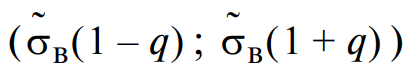 (σ̃_B(1 – q) ; σ̃_B(1 + q) )